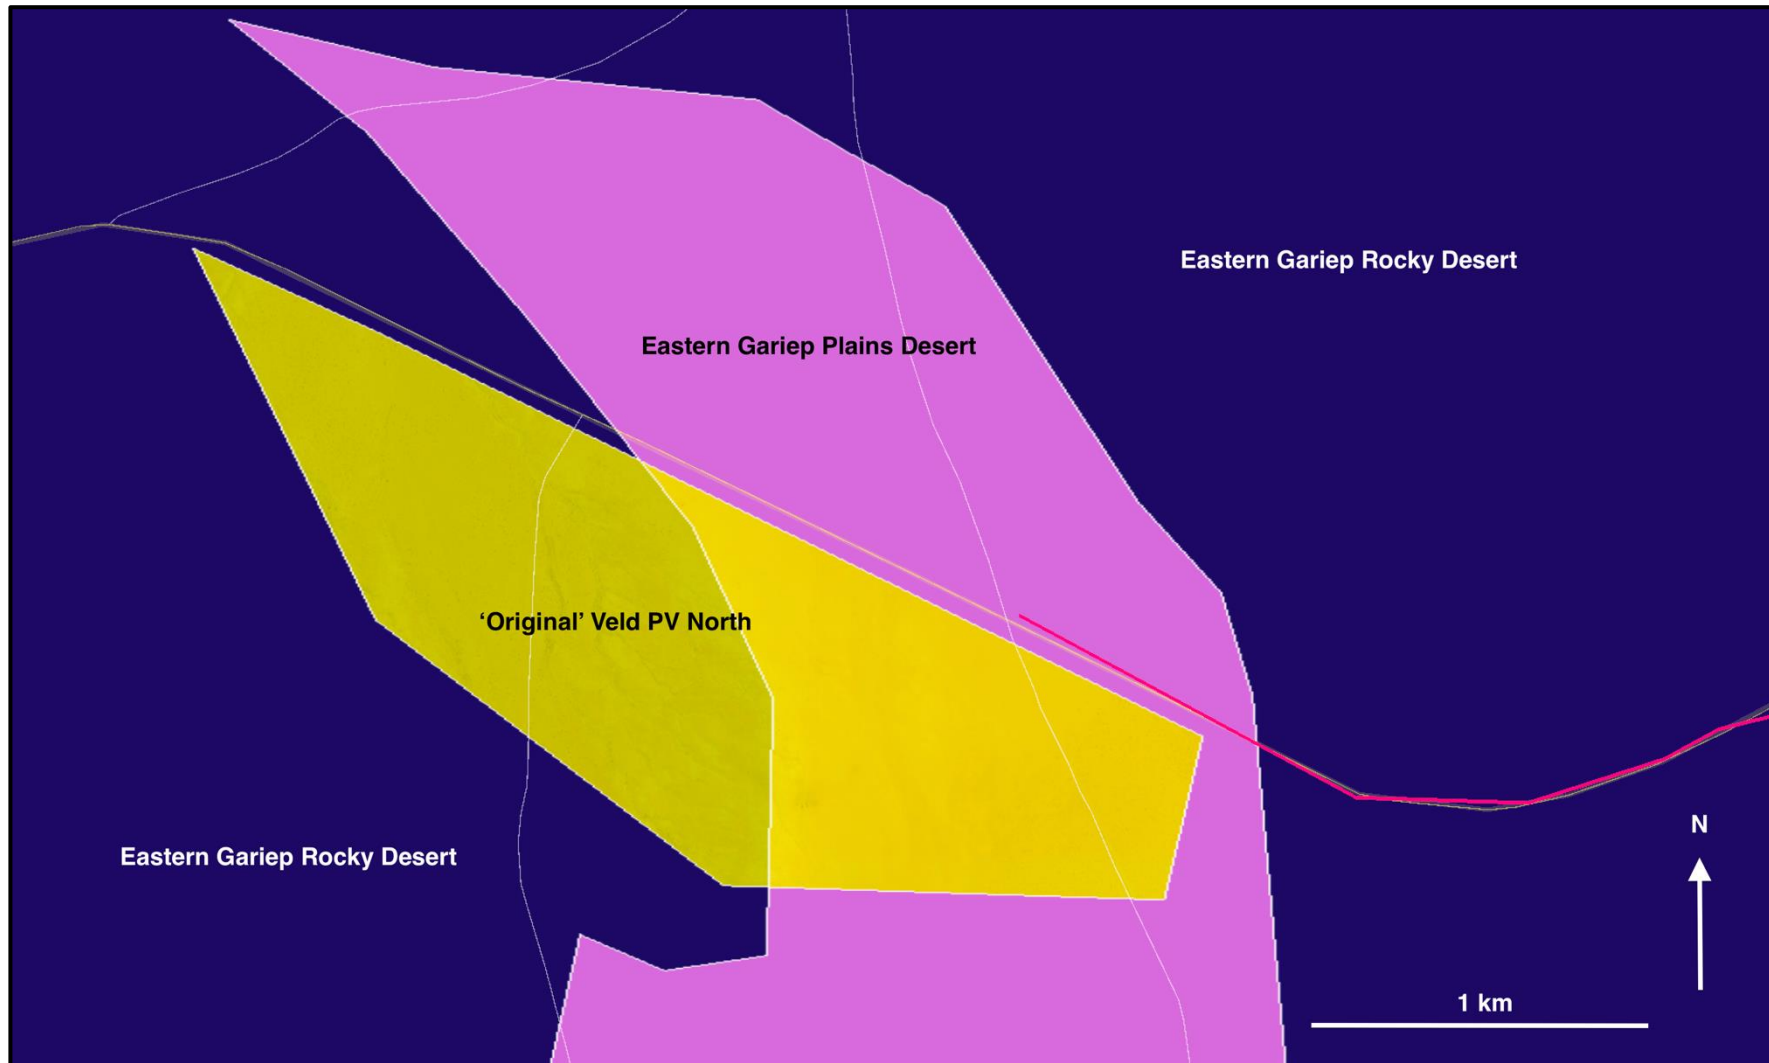 Eastern Gariep Rocky Desert
Eastern Gariep Plains Desert
‘Original’ Veld PV North
Eastern Gariep Rocky Desert
N
1 km